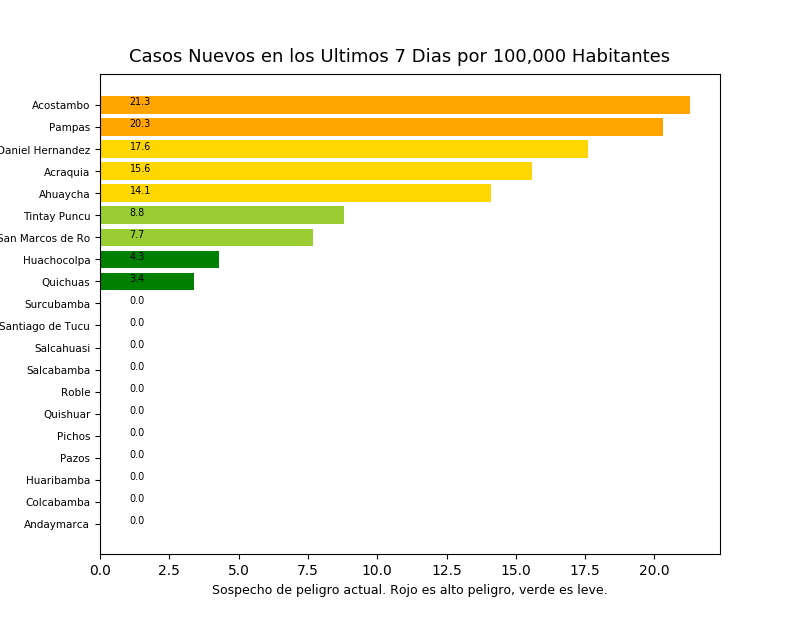 Casos Nuevos en los Ultimos 7 Dias por 100,000 Habitantes
Acostambo 21.3
Pampas 20.3
Daniel Hernandez 17.6
Acraquia 15.6
Ahuaycha 14.1
Tintay Puncu 8.8
San Marcos de Ro 7.7
Huachocolpa 4.3
Quichuas 3.4
Surcubamba 0.0
Santiago de Tucu 0.0
Salcahuasi 0.0
Salcabamba 0.0
Roble 0.0
Quishuar 0.0
Pichos 0.0
Pazos 0.0
Huaribamba 0.0
Colcabamba 0.0
Andaymarca 0.0
0.0 2.5 5.0 7.5 10.0 12.5 15.0 17.5 20.0
Sospecho de peligro actual. Rojo es alto peligro, verde es leve.